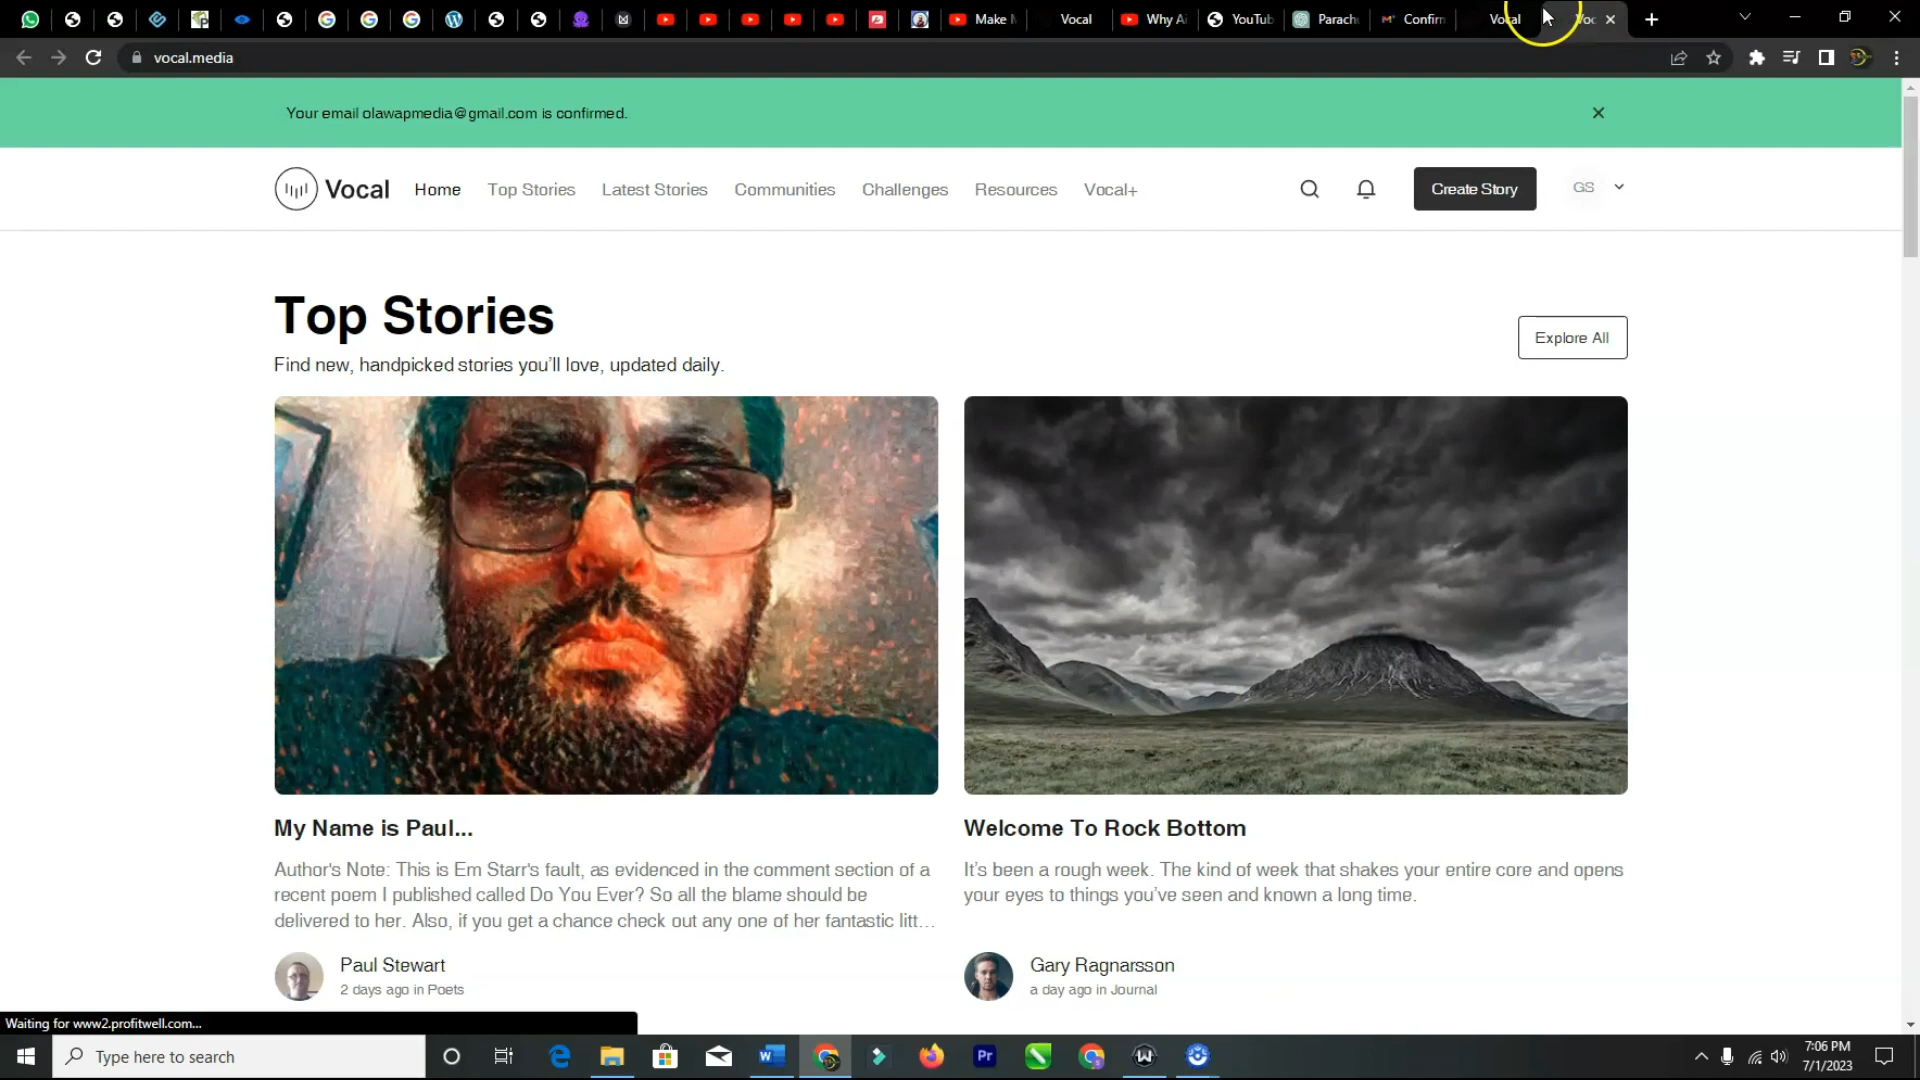 Make
Vocal
Why Ai
YouTub
Parach
Confirm
Vocal
Voc
vocal.media
Your email olawapmedia@gmail.com is confirmed.
Vocal
Home
Top Stories
Latest Stories
Communities
Challenges
Resources
Vocal+
Create Story
GS
Top Stories
Explore All
Find new, handpicked stories you'll love, updated daily.
My Name is Paul...
Author's Note: This is Em Starr's fault, as evidenced in the comment section of a
recent poem I published called Do You Ever? So all the blame should be
delivered to her. Also, if you get a chance check out any one of her fantastic litt...
Paul Stewart
2 days ago in Poets
Welcome To Rock Bottom
It's been a rough week. The kind of week that shakes your entire core and opens
your eyes to things you've seen and known a long time.
Gary Ragnarsson
a day ago in Journal
Waiting for www2.profitwell.com...
Type here to search
7:06 PM
7/1/2023